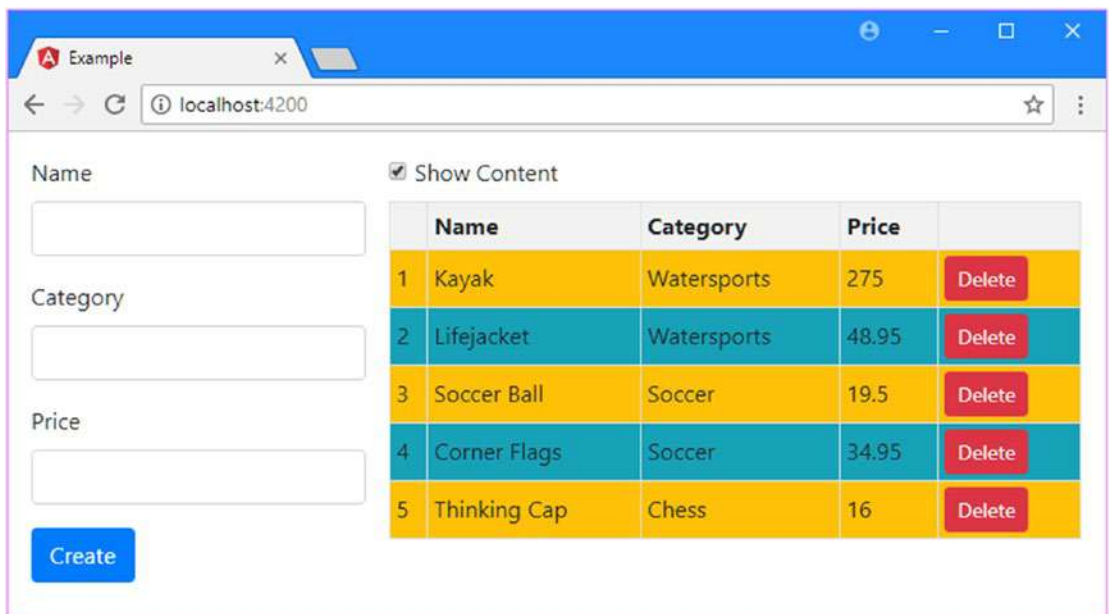 Example
localhost:4200
Name
Category
Price
Create
Show Content
Name Category Price
1 Kayak Watersports 275 Delete
2 Lifejacket Watersports 48.95 Delete
3 Soccer Ball Soccer 19.5 Delete
4 Corner Flags Soccer 34.95 Delete
5 Thinking Cap Chess 16 Delete